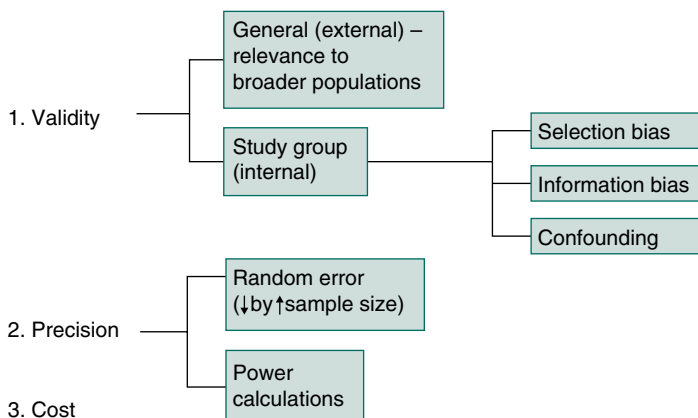 General (external) –
relevance to
broader populations
1. Validity
Study group
(internal)
Selection bias
Information bias
Confounding
Random error
(↓by↑sample size)
2. Precision
Power
calculations
3. Cost